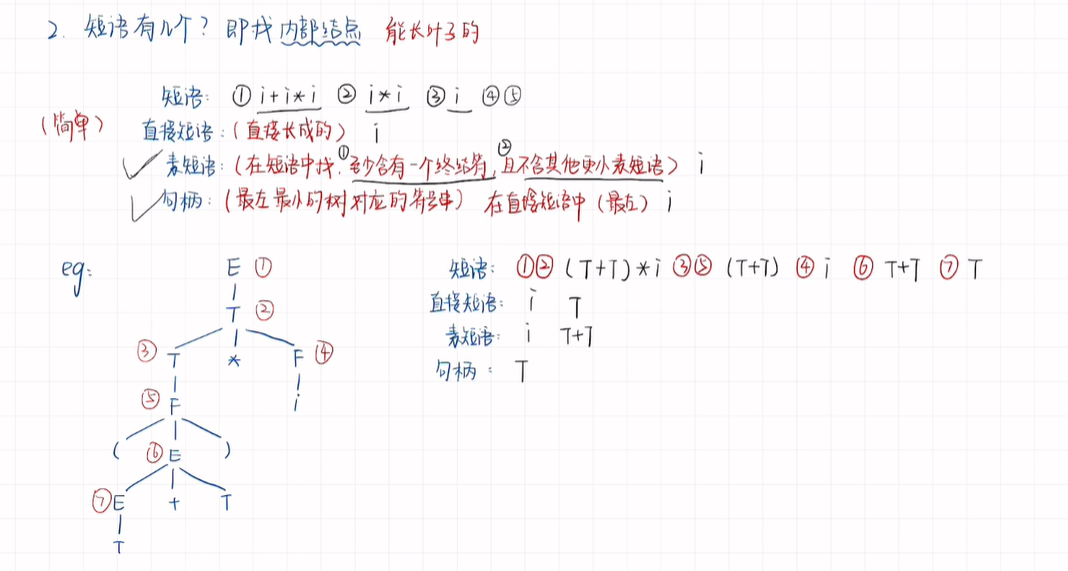 2. 短语有几个? 即找内部结点 能长叶子的
短语: ① i+i*i ② i*i ③ i ④⑤
(简单) 直接短语:(直接长成的) i
素短语:(在短语中找:①至少含有一个终结符,②且不含其他更小素短语) i
句柄:(最左最小的树对应的符号串) 在直接短语中(最左) i
eg:
短语: ①② (T+T)*i ③⑤ (T+T) ④ i ⑥ T+T ⑦ T
直接短语: i T
素短语: i T+T
句柄: T
E ①
T ②
③ T * F ④
⑤ F i
( ⑥ E )
⑦ E + T
T